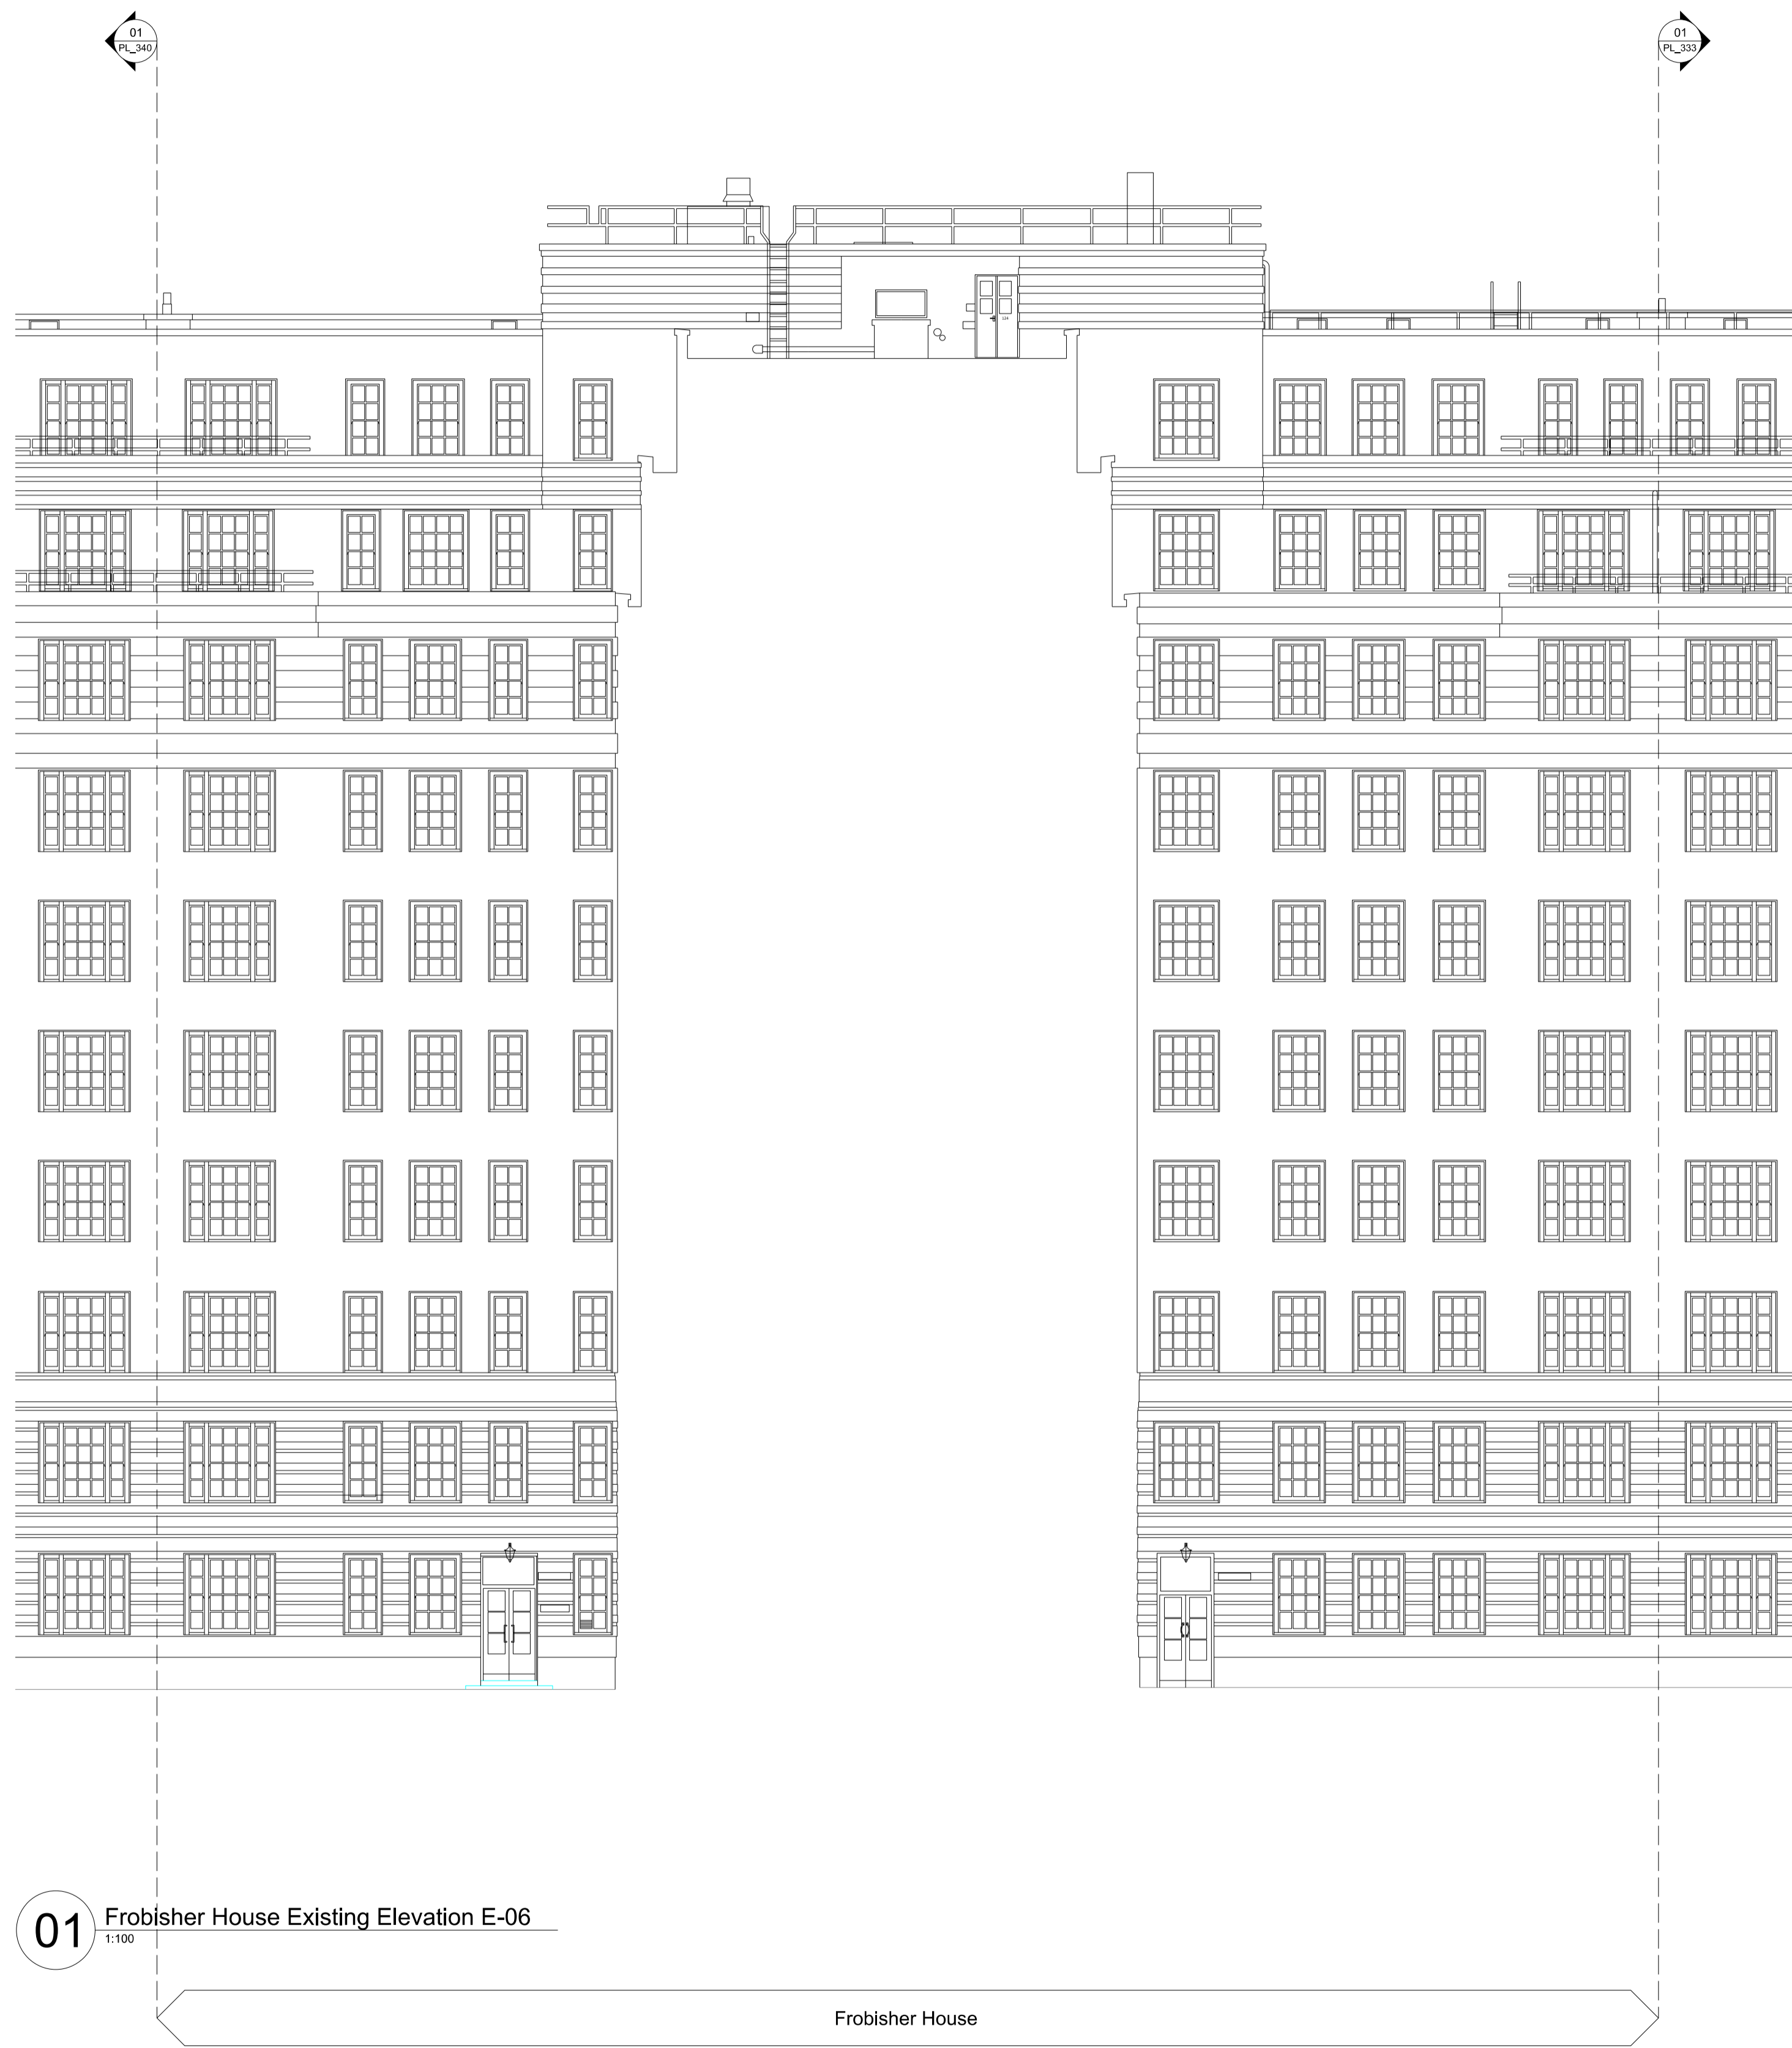 01
PL_340
01
PL_333
01
Frobisher House Existing Elevation E-06
1:100
Frobisher House